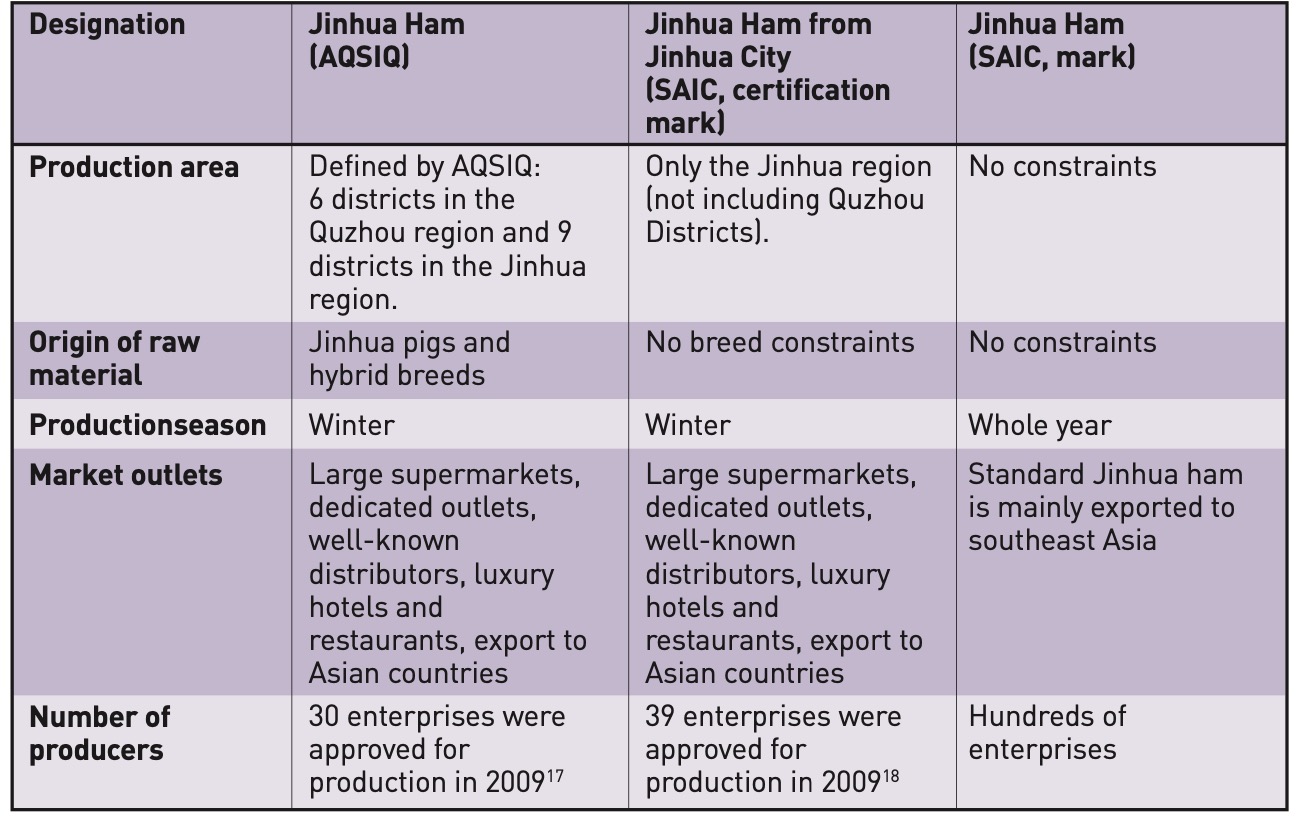 Designation
Jinhua Ham
(AQSIQ)
Jinhua Ham from
Jinhua City
(SAIC, certification
mark)
Jinhua Ham
(SAIC, mark)
Production area
Defined by AQSIQ:
6 districts in the
Quzhou region and 9
districts in the Jinhua
region.
Only the Jinhua region
(not including Quzhou
Districts).
No constraints
Origin of raw
material
Jinhua pigs and
hybrid breeds
No breed constraints
No constraints
Productionseason
Winter
Winter
Whole year
Market outlets
Large supermarkets,
dedicated outlets,
well-known
distributors, luxury
hotels and
restaurants, export to
Asian countries
Large supermarkets,
dedicated outlets,
well-known
distributors, luxury
hotels and
restaurants, export to
Asian countries
Standard Jinhua ham
is mainly exported to
southeast Asia
Number of
producers
30 enterprises were
approved for
production in 2009¹⁷
39 enterprises were
approved for
production in 2009¹⁸
Hundreds of
enterprises